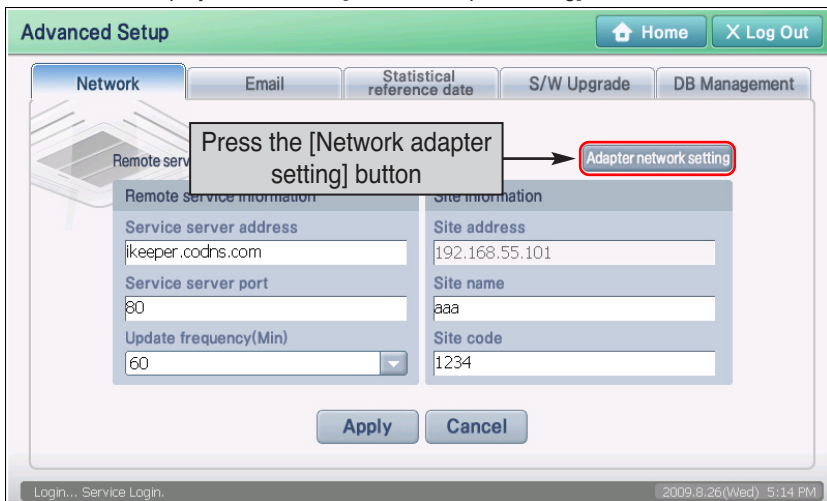 Advanced Setup
Home
X Log Out
Network
Email
Statistical
reference date
S/W Upgrade
DB Management
Press the [Network adapter
setting] button
Remote serv
Adapter network setting
Remote service information
Site information
Service server address
Site address
ikeeper.codns.com
192.168.55.101
Service server port
Site name
80
aaa
Update frequency(Min)
Site code
60
1234
Apply
Cancel
Login... Service Login.
2009.8.26(Wed) 5:14 PM